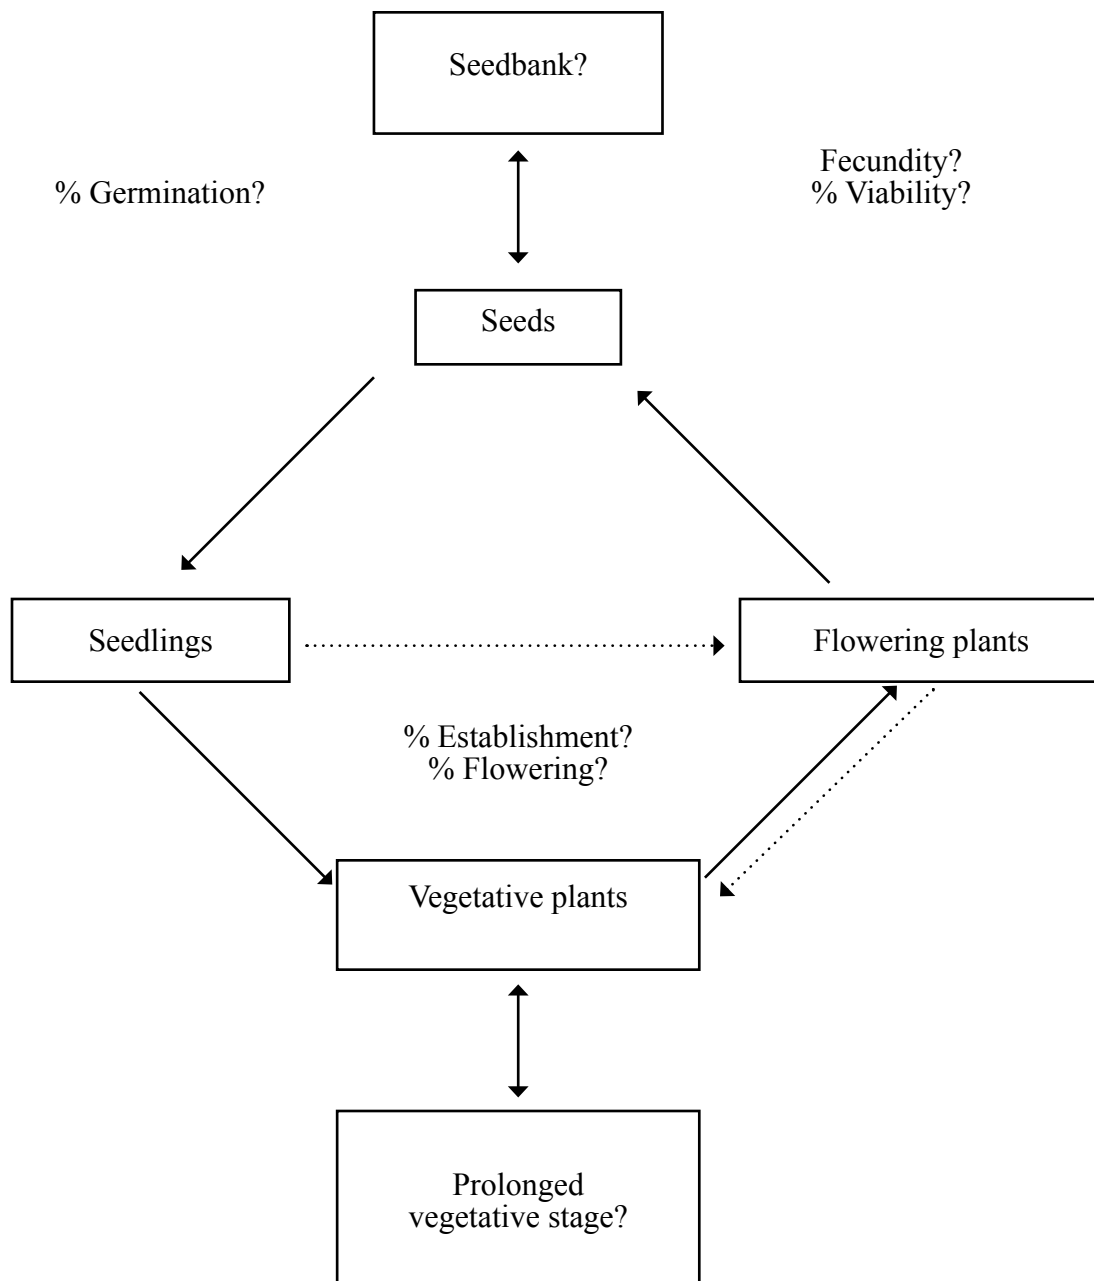 Seedbank?
Fecundity?
% Germination?
% Viability?
Seeds
Seedlings
Flowering plants
% Establishment?
% Flowering?
Vegetative plants
Prolonged
vegetative stage?